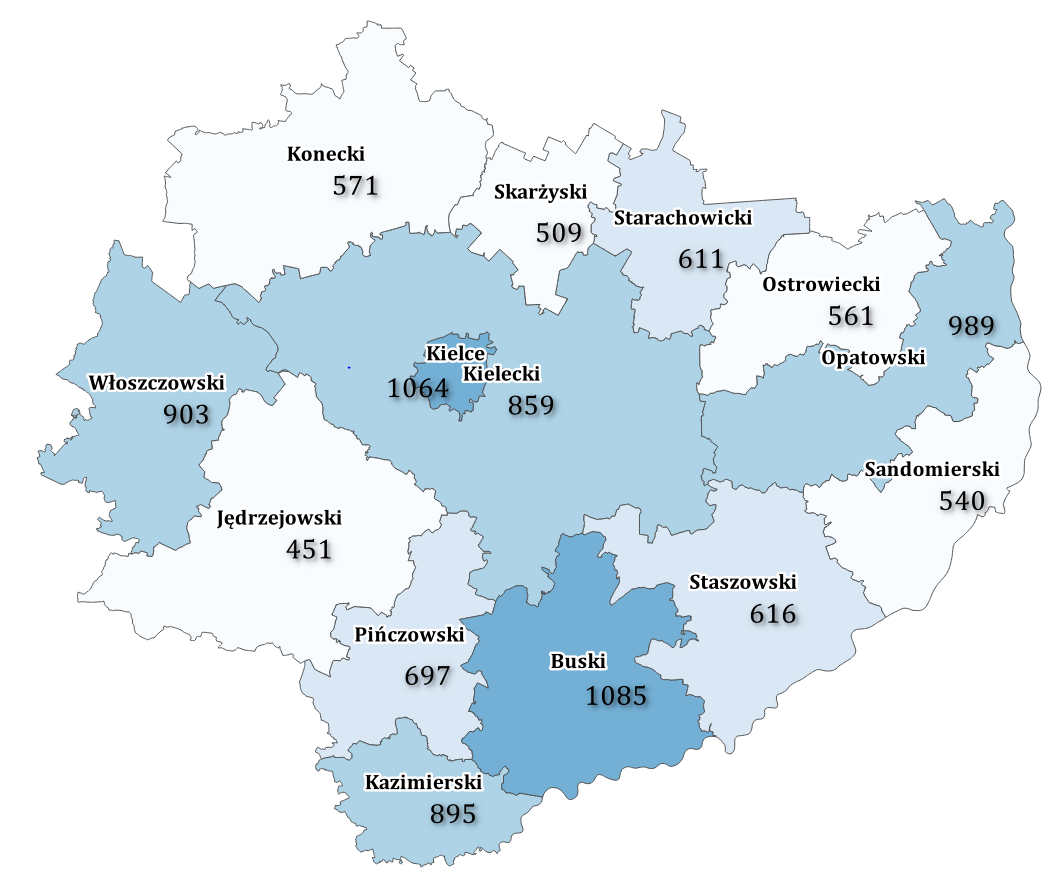 Konecki
571
Skarżyski
509
Starachowicki
611
Ostrowiecki
561
989
Opatowski
Kielce
1064
Kielecki
859
Włoszczowski
903
Sandomierski
540
Jędrzejowski
451
Staszowski
616
Pińczowski
697
Buski
1085
Kazimierski
895